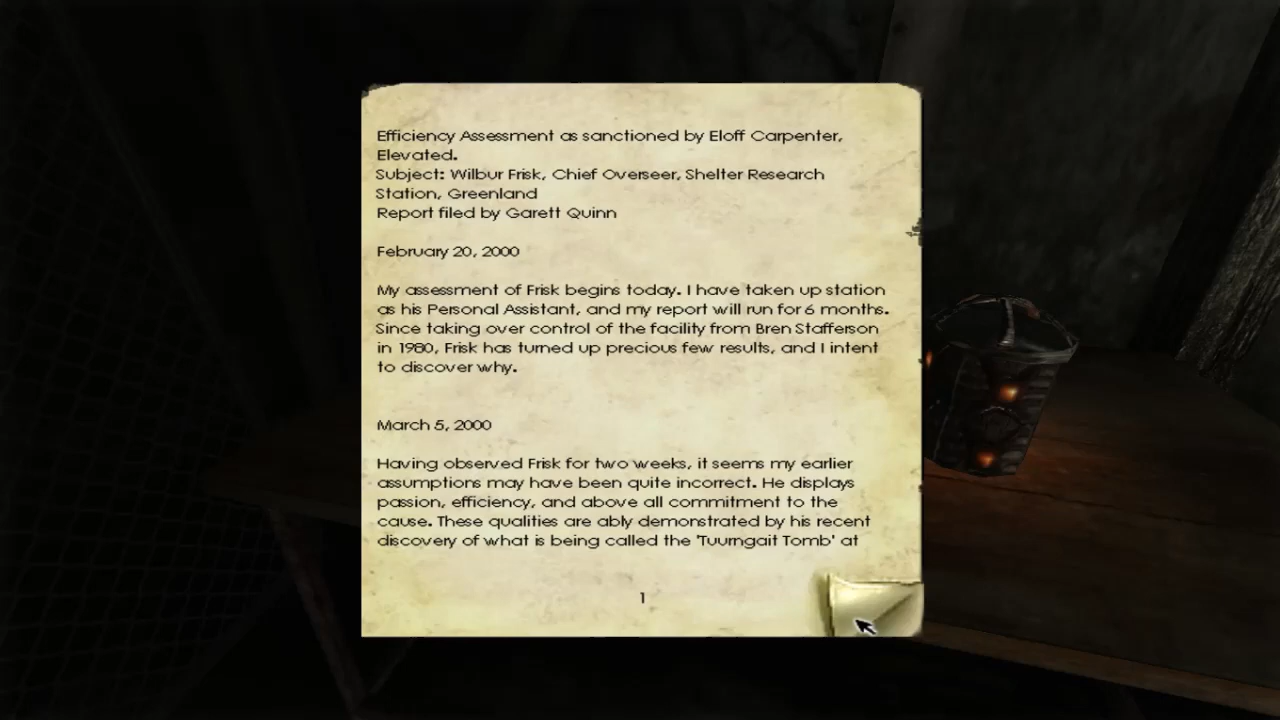 Efficiency Assessment as sanctioned by Eloff Carpenter,
Elevated.
Subject: Wilbur Frisk, Chief Overseer, Shelter Research
Station, Greenland
Report filed by Garett Quinn
February 20, 2000
My assessment of Frisk begins today. I have taken up station
as his Personal Assistant, and my report will run for 6 months.
Since taking over control of the facility from Bren Stafferson
in 1980, Frisk has turned up precious few results, and I intent
to discover why.
March 5, 2000
Having observed Frisk for two weeks, it seems my earlier
assumptions may have been quite incorrect. He displays
passion, efficiency, and above all commitment to the
cause. These qualities are ably demonstrated by his recent
discovery of what is being called the 'Tuurngait Tomb' at
1